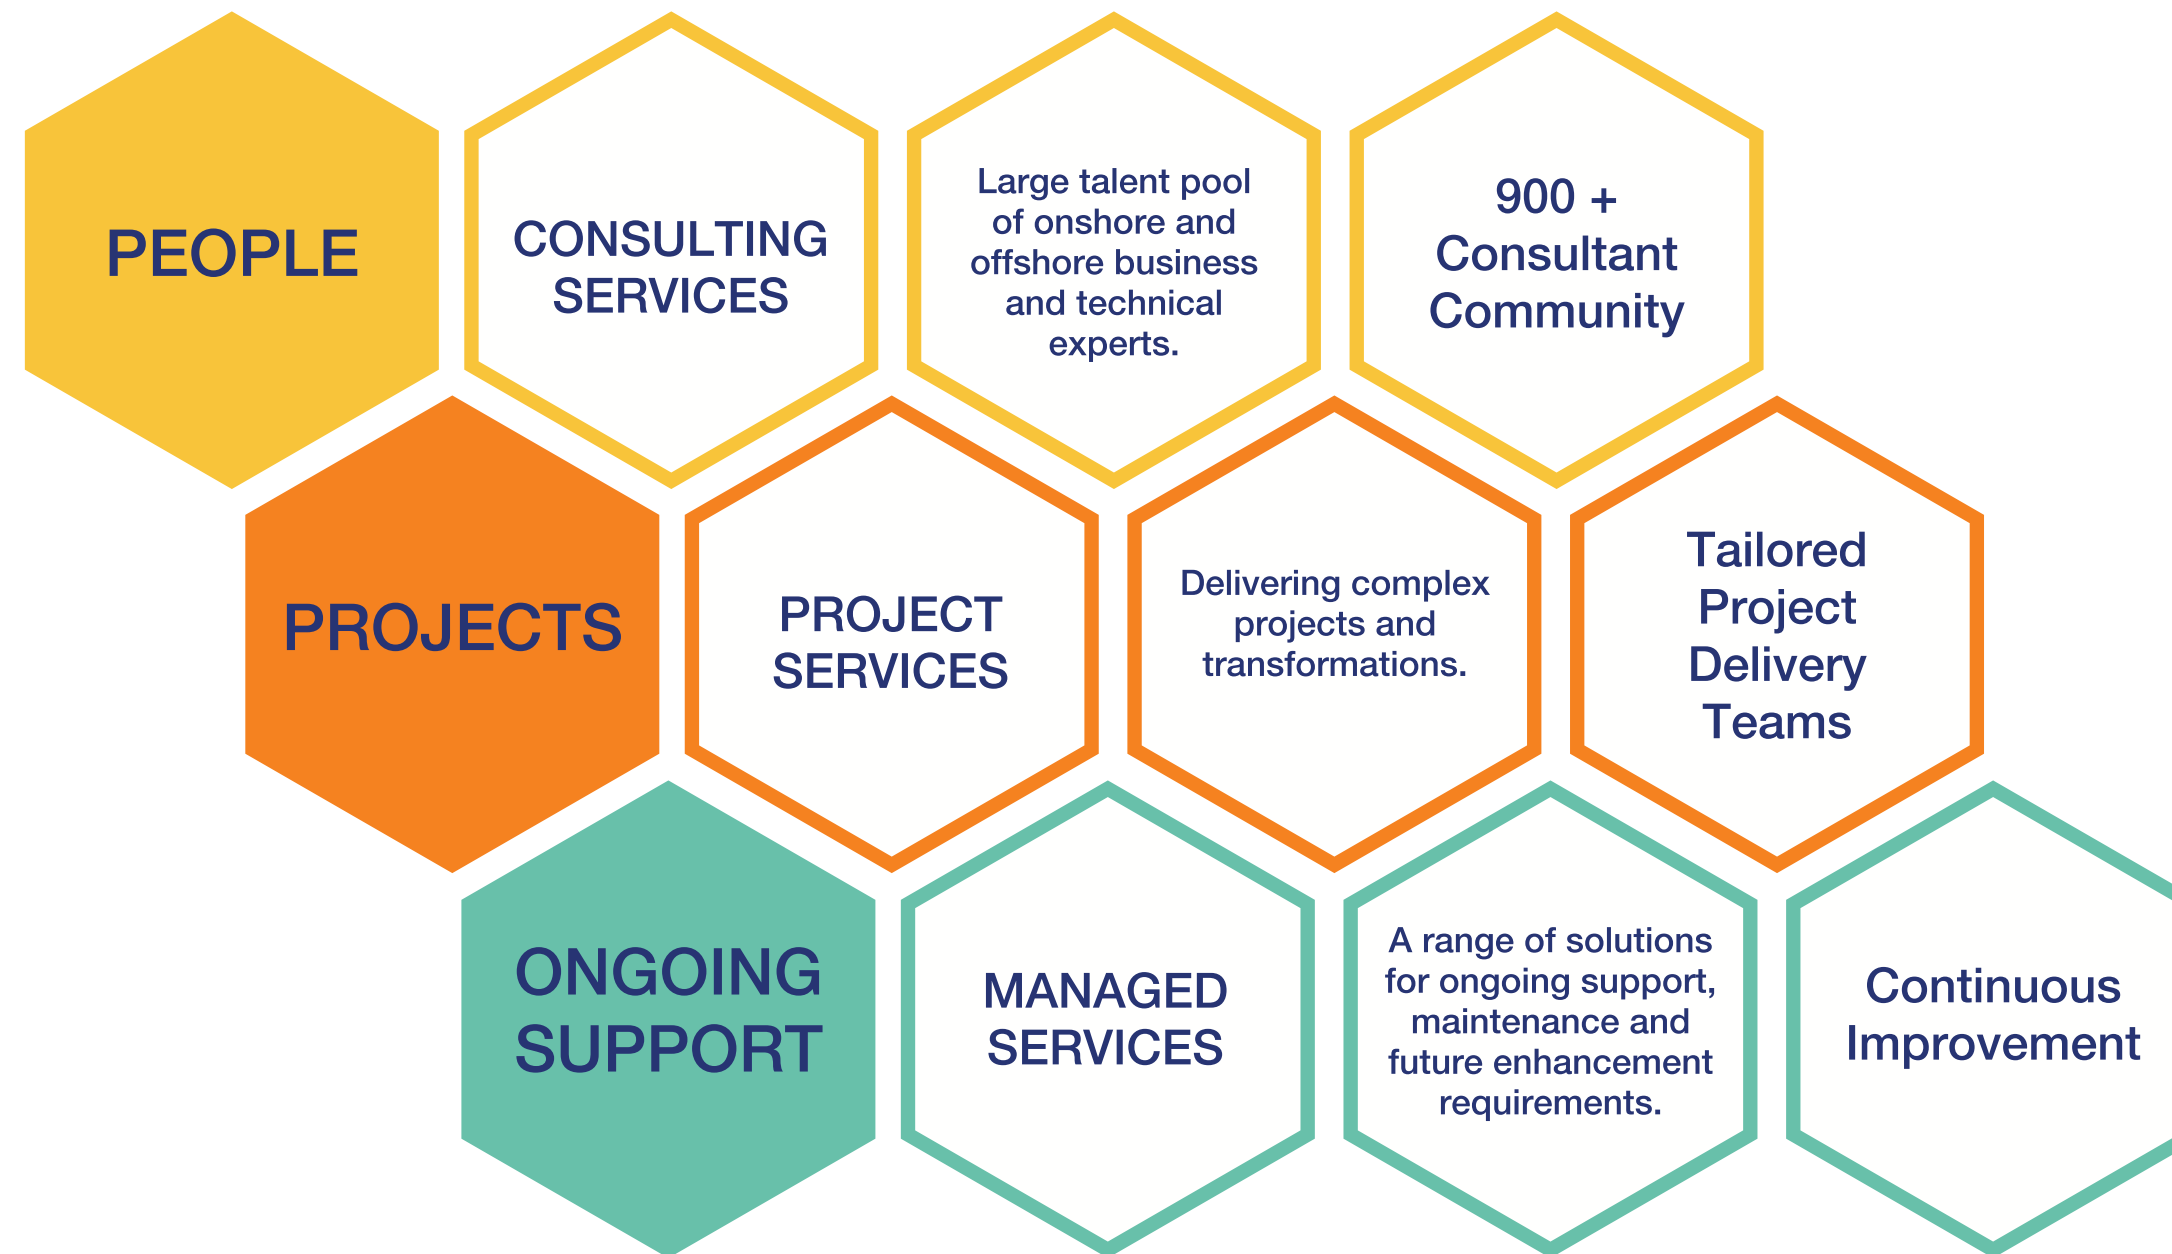 PEOPLE
CONSULTING
SERVICES
Large talent pool
of onshore and
offshore business
and technical
experts.
900 +
Consultant
Community
PROJECTS
PROJECT
SERVICES
Delivering complex
projects and
transformations.
Tailored
Project
Delivery
Teams
ONGOING
SUPPORT
MANAGED
SERVICES
A range of solutions
for ongoing support,
maintenance and
future enhancement
requirements.
Continuous
Improvement